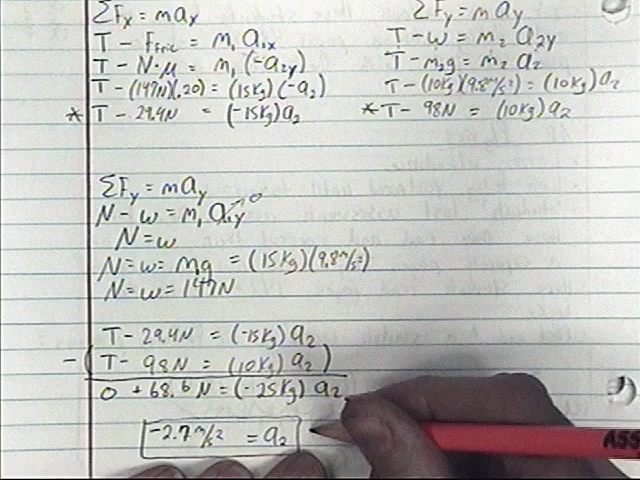 ΣFx = max
T - Ffric = m1 a1x
T - N·μ = m1 (-a2y)
T - (147N)(.20) = (15Kg)(-a2)
* T - 29.4N = (-15Kg)a2
ΣFy = may
T - w = m2 a2y
T - m2g = m2 a2
T - (10Kg)(9.8m/s²) = (10Kg)a2
* T - 98N = (10Kg)a2
ΣFy = may
N - w = m1 a1y → 0
N = w
N = w = mg = (15Kg)(9.8m/s²)
N = w = 147N
T - 29.4N = (-15Kg)a2
- (T - 98N = (10Kg)a2)
0 + 68.6N = (-25Kg)a2
-2.7m/s² = a2
ASS